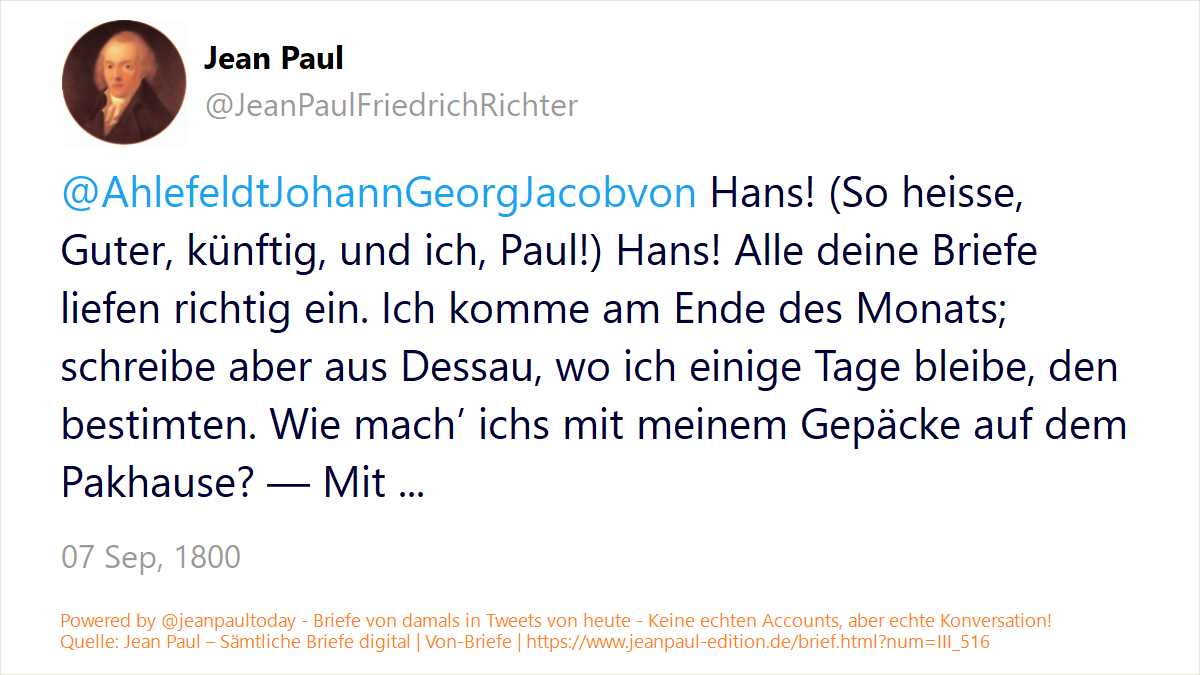 Jean Paul
@JeanPaulFriedrichRichter
@AhlefeldtJohannGeorgJacobvon Hans! (So heisse,
Guter, künftig, und ich, Paul!) Hans! Alle deine Briefe
liefen richtig ein. Ich komme am Ende des Monats;
schreibe aber aus Dessau, wo ich einige Tage bleibe, den
bestimten. Wie mach’ ichs mit meinem Gepäcke auf dem
Pakhause? — Mit ...
07 Sep, 1800
Powered by @jeanpaultoday - Briefe von damals in Tweets von heute - Keine echten Accounts, aber echte Konversation!
Quelle: Jean Paul – Sämtliche Briefe digital | Von-Briefe | https://www.jeanpaul-edition.de/brief.html?num=III_516